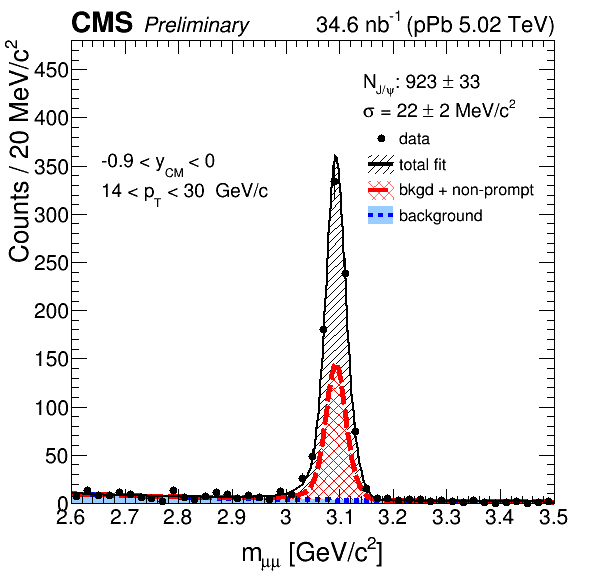 CMS Preliminary 34.6 nb⁻¹ (pPb 5.02 TeV)
Counts / 20 MeV/c²
450
400
350
300
250
200
150
100
50
0
-0.9 < y_CM < 0
14 < p_T < 30 GeV/c
N_J/ψ: 923 ± 33
σ = 22 ± 2 MeV/c²
data
total fit
bkgd + non-prompt
background
2.6 2.7 2.8 2.9 3 3.1 3.2 3.3 3.4 3.5
m_μμ [GeV/c²]